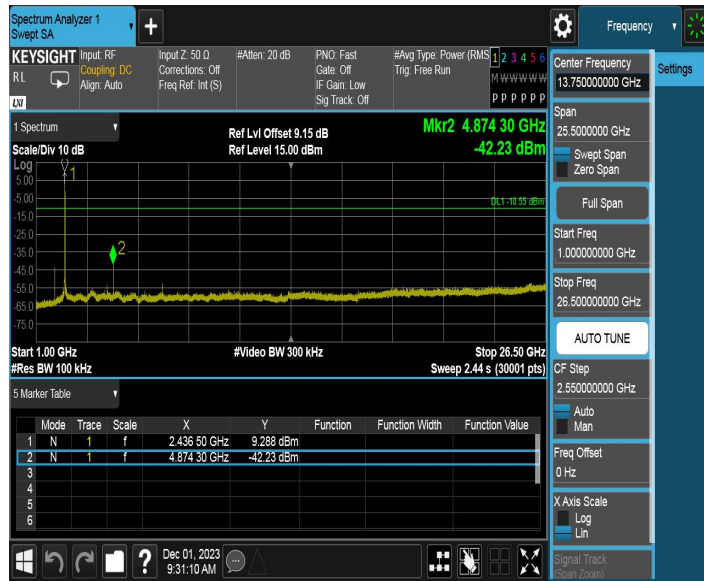 Spectrum Analyzer 1
Swept SA
+
Frequency
KEYSIGHT
RL
LXI
Input: RF
Coupling: DC
Align: Auto
Input Z: 50 Ω
Corrections: Off
Freq Ref: Int (S)
#Atten: 20 dB
PNO: Fast
Gate: Off
IF Gain: Low
Sig Track: Off
#Avg Type: Power (RMS
Trig: Free Run
1 2 3 4 5 6
M W W W W W
P P P P P P
1 Spectrum
Scale/Div 10 dB
Ref Lvl Offset 9.15 dB
Ref Level 15.00 dBm
Mkr2 4.874 30 GHz
-42.23 dBm
Log
5.00
-5.00
-15.0
-25.0
-35.0
-45.0
-55.0
-65.0
-75.0
1
2
DL1 -10.55 dBm
Start 1.00 GHz
#Res BW 100 kHz
#Video BW 300 kHz
Stop 26.50 GHz
Sweep 2.44 s (30001 pts)
5 Marker Table
Mode Trace Scale X Y Function Function Width Function Value
1 N 1 f 2.436 50 GHz 9.288 dBm
2 N 1 f 4.874 30 GHz -42.23 dBm
3
4
5
6
?
Dec 01, 2023
9:31:10 AM
Center Frequency
13.750000000 GHz
Span
25.5000000 GHz
Swept Span
Zero Span
Full Span
Start Freq
1.000000000 GHz
Stop Freq
26.500000000 GHz
AUTO TUNE
CF Step
2.550000000 GHz
Auto
Man
Freq Offset
0 Hz
X Axis Scale
Log
Lin
Signal Track
(Span Zoom)
Settings